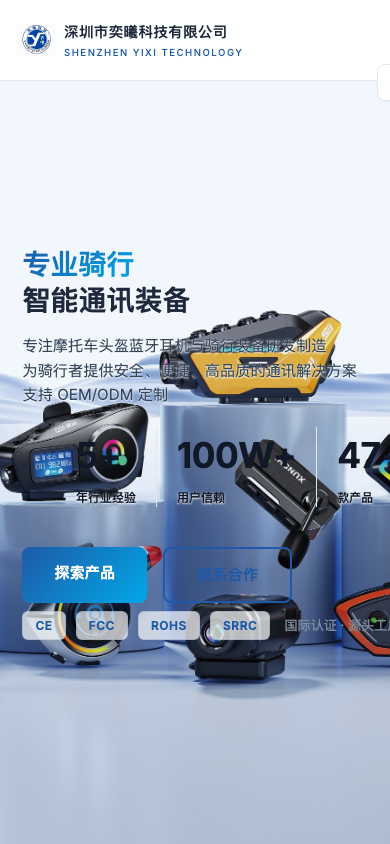 深圳市奕曦科技有限公司
SHENZHEN YIXI TECHNOLOGY
专业骑行
智能通讯装备
专注摩托车头盔蓝牙耳机与骑行装备研发制造
为骑行者提供安全、便捷、高品质的通讯解决方案
支持 OEM/ODM 定制
5+
100W+
47
年行业经验
用户信赖
款产品
探索产品
联系合作
CE
FCC
ROHS
SRRC
国际认证 · 源头工厂